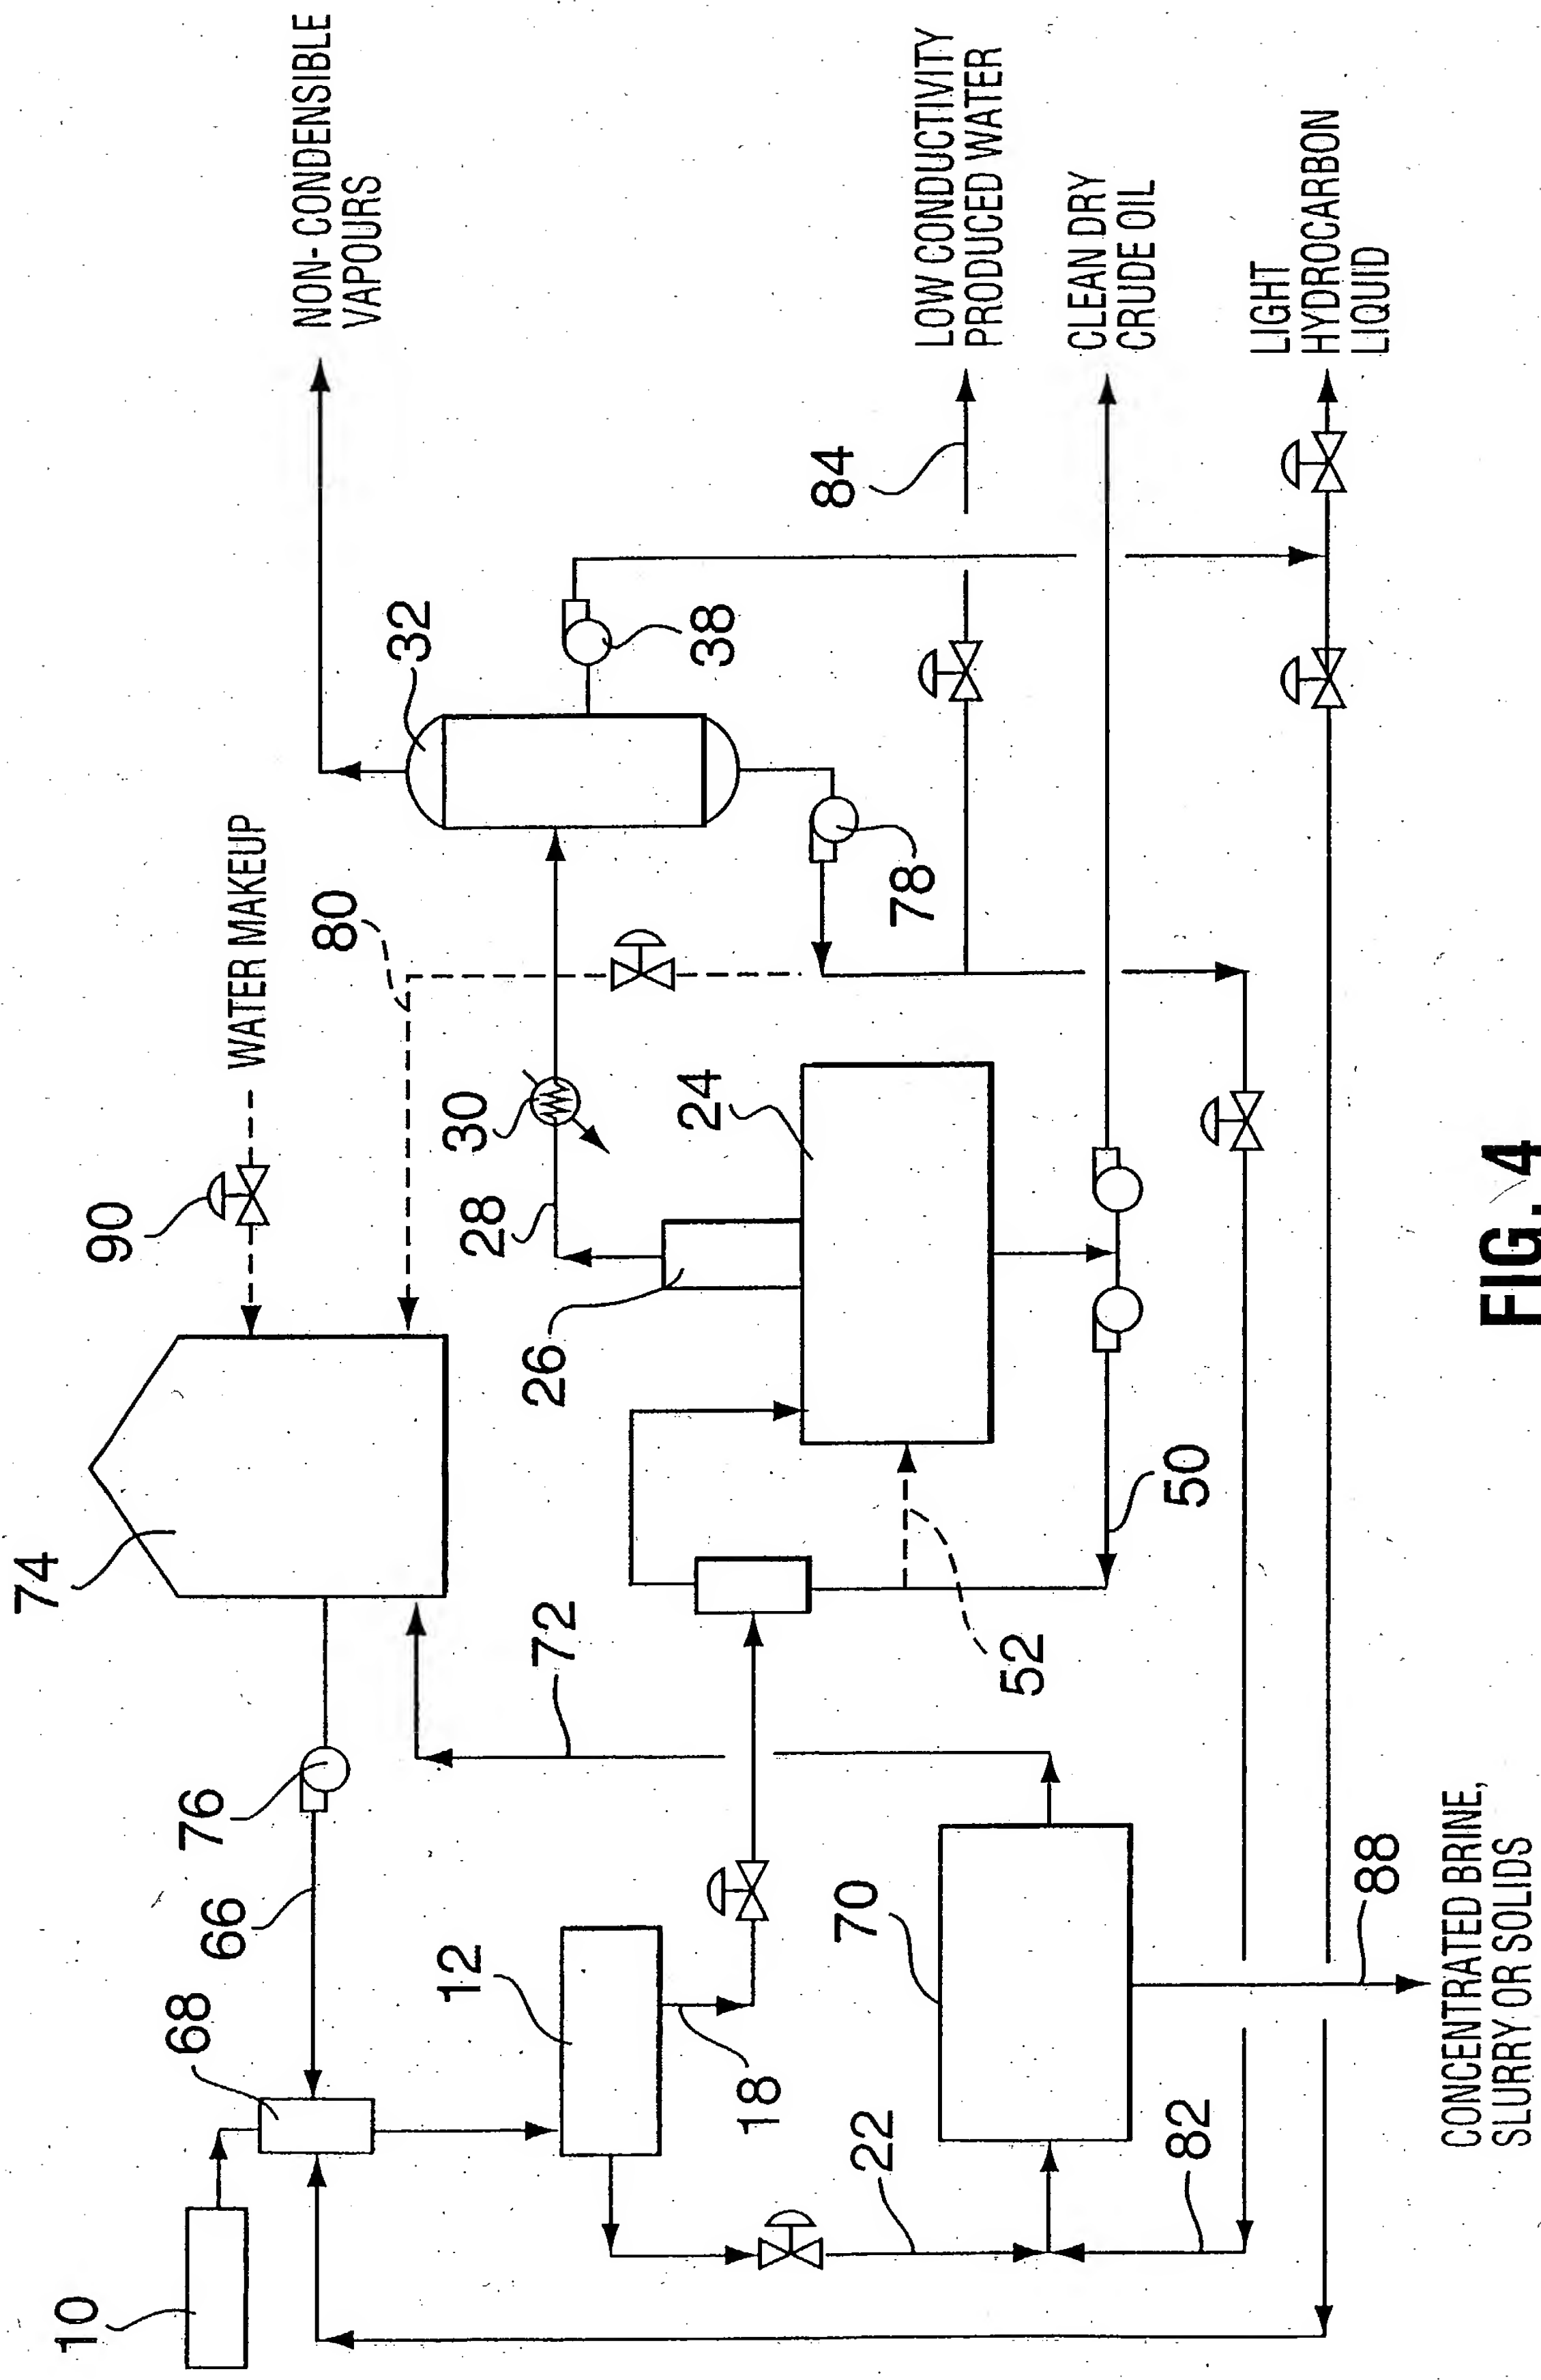 NON-CONDENSIBLE
VAPOURS
LOW CONDUCTIVITY
PRODUCED WATER
CLEAN DRY
CRUDE OIL
LIGHT
HYDROCARBON
LIQUID
WATER MAKEUP
90
80
32
38
84
78
74
30
28
26
24
76
72
50
52
66
68
12
18
70
22
82
88
10
CONCENTRATED BRINE,
SLURRY OR SOLIDS
FIG. 4